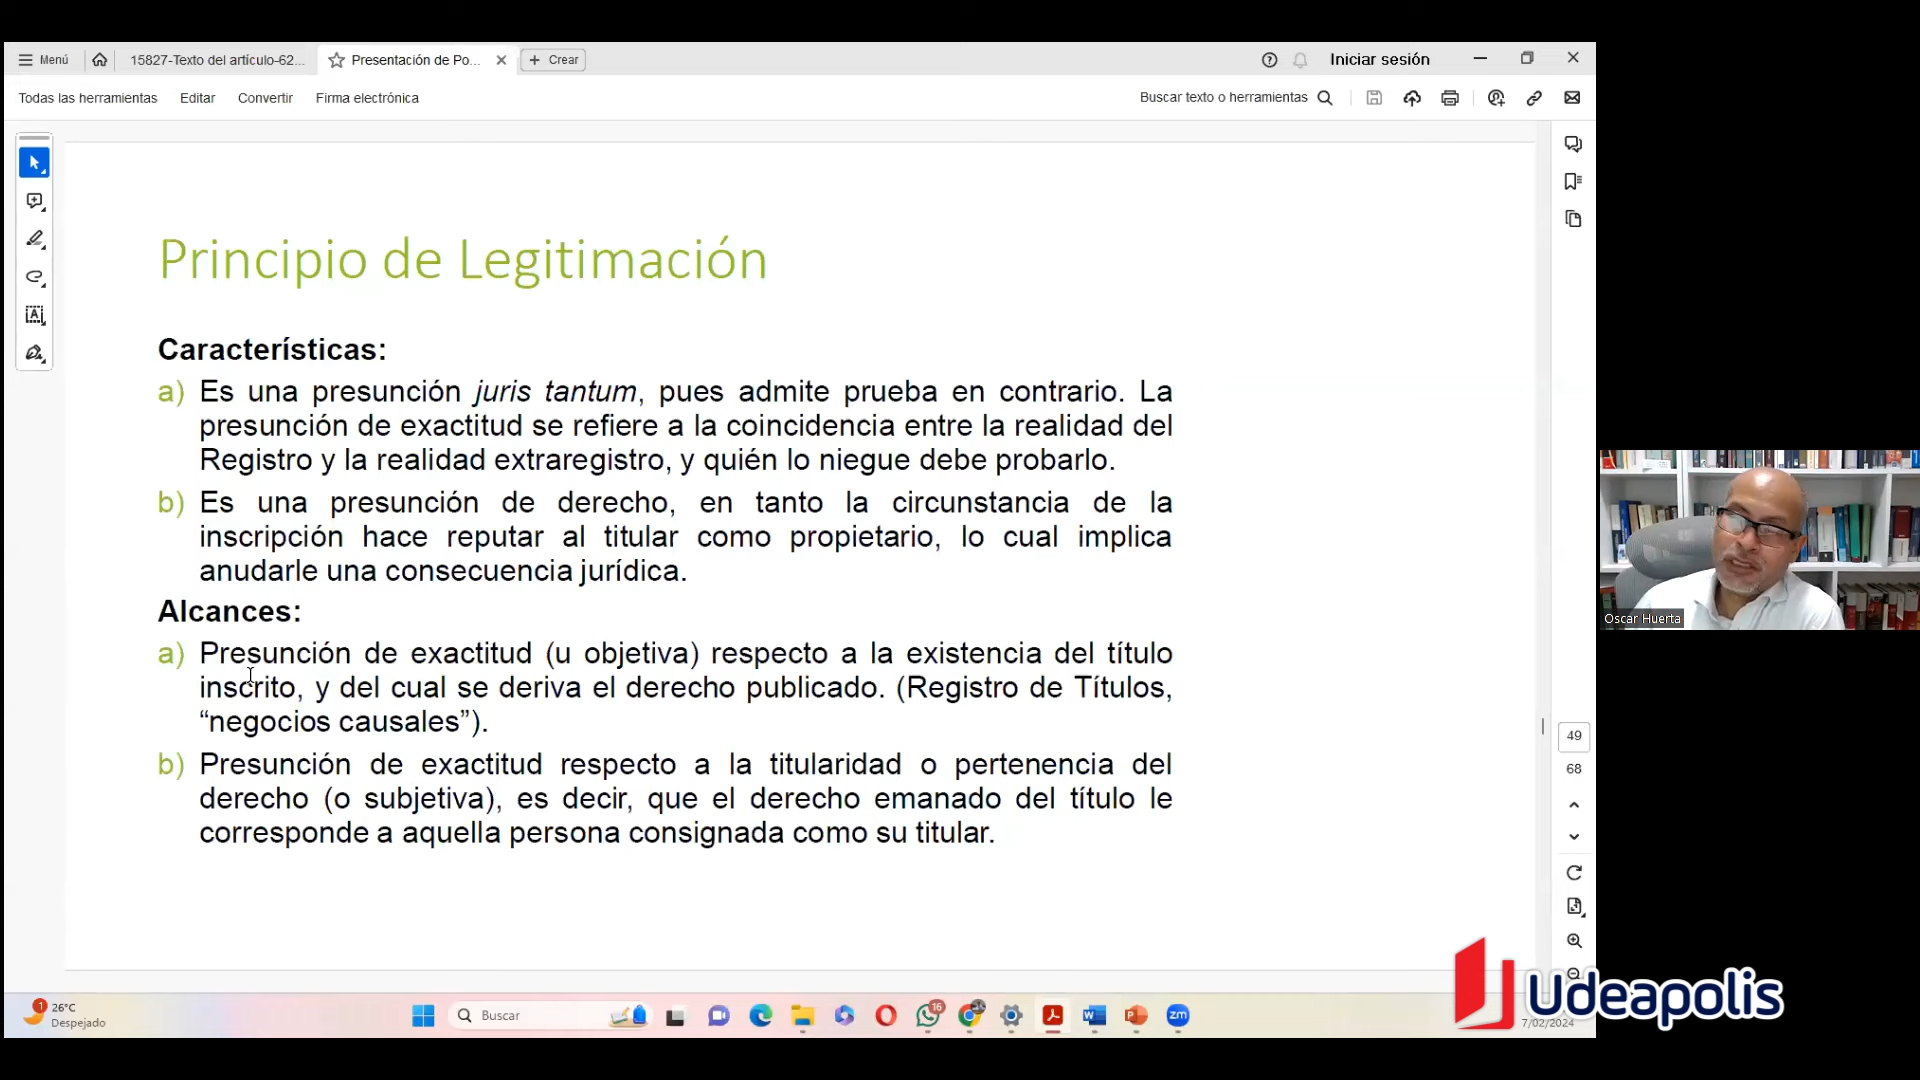 Menú
15827-Texto del artículo-62...
Presentación de Po...
Crear
Iniciar sesión
Todas las herramientas
Editar
Convertir
Firma electrónica
Buscar texto o herramientas
Principio de Legitimación
Características:
a) Es una presunción juris tantum, pues admite prueba en contrario. La
presunción de exactitud se refiere a la coincidencia entre la realidad del
Registro y la realidad extraregistro, y quién lo niegue debe probarlo.
b) Es una presunción de derecho, en tanto la circunstancia de la
inscripción hace reputar al titular como propietario, lo cual implica
anudarle una consecuencia jurídica.
Alcances:
a) Presunción de exactitud (u objetiva) respecto a la existencia del título
inscrito, y del cual se deriva el derecho publicado. (Registro de Títulos,
“negocios causales”).
b) Presunción de exactitud respecto a la titularidad o pertenencia del
derecho (o subjetiva), es decir, que el derecho emanado del título le
corresponde a aquella persona consignada como su titular.
Oscar Huerta
49
68
1
26°C
Despejado
Buscar
16
zm
Udeapolis
7/02/2024